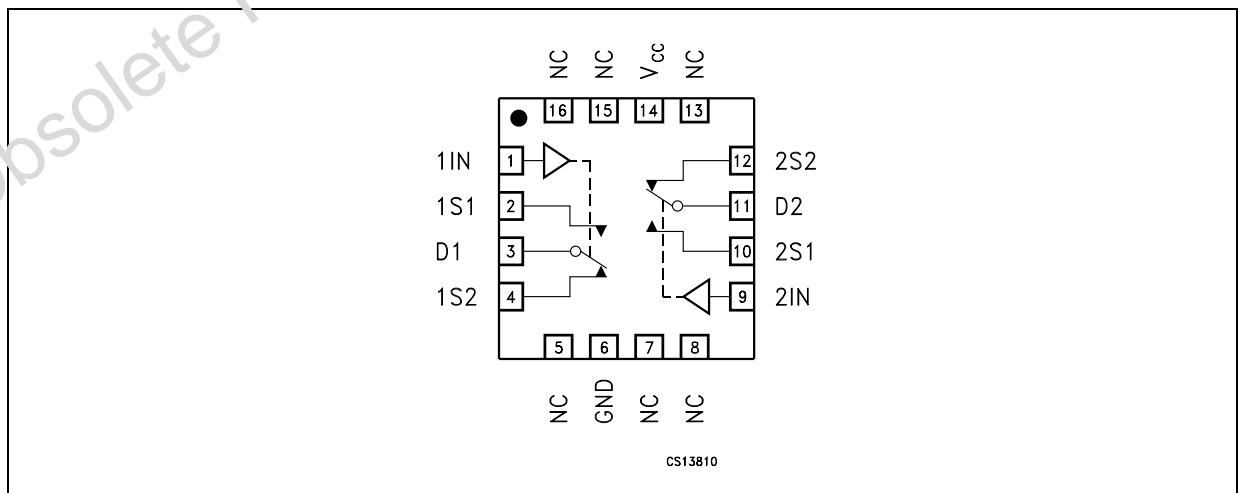 obsolete
NC NC Vcc NC
16 15 14 13
1IN 1 12 2S2
1S1 2 11 D2
D1 3 10 2S1
1S2 4 9 2IN
5 6 7 8
NC GND NC NC
CS13810